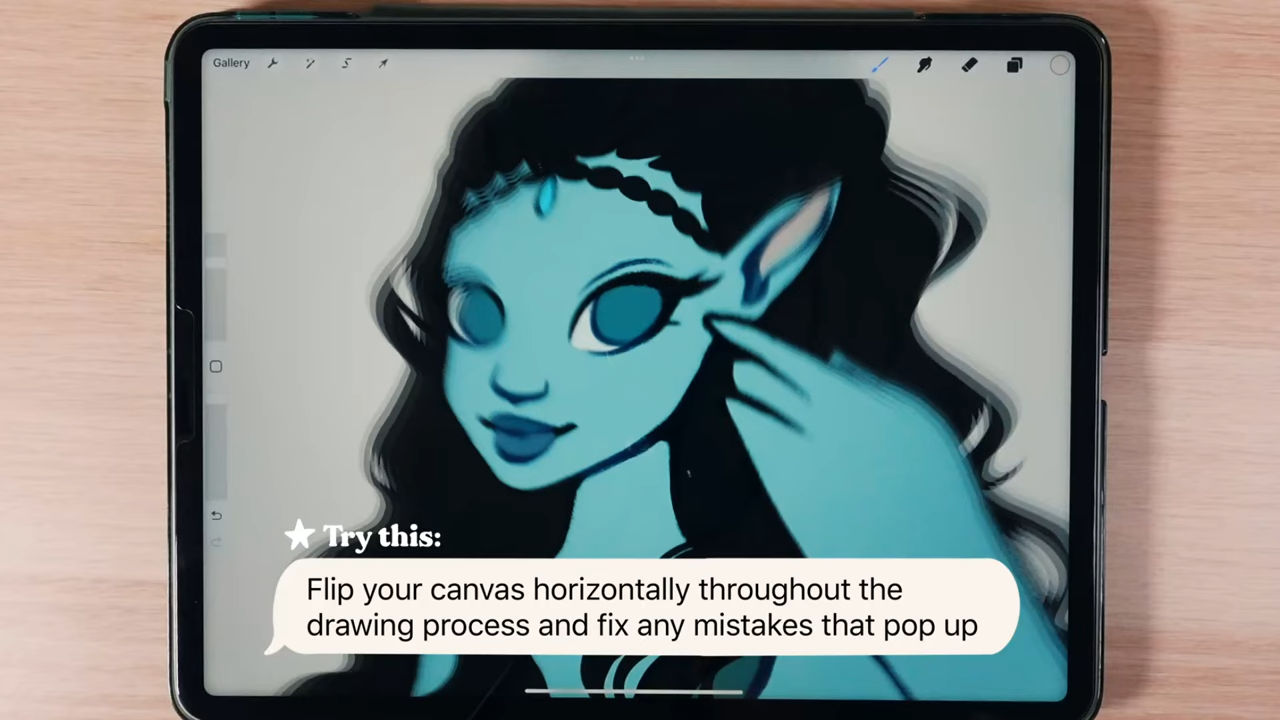 Gallery
Try this:
Flip your canvas horizontally throughout the
drawing process and fix any mistakes that pop up